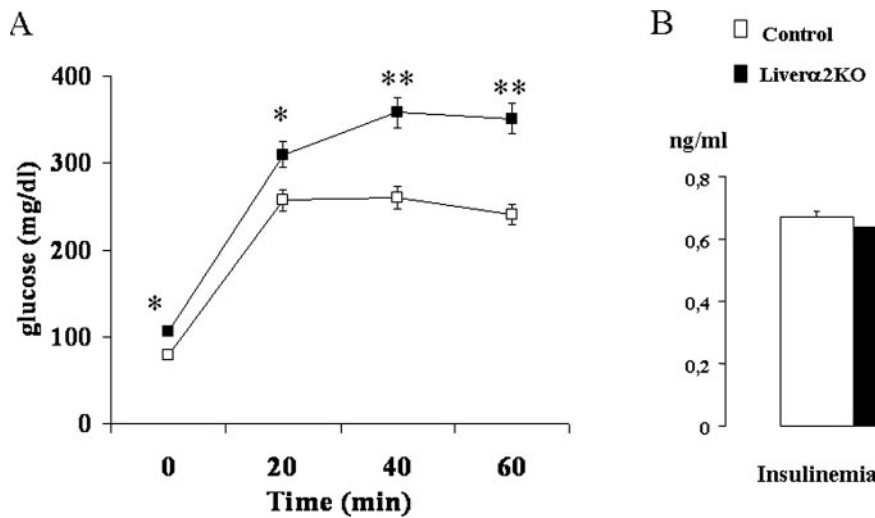 A
400
300
200
100
0
glucose (mg/dl)
*
*
**
**
0 20 40 60
Time (min)
B
Control
Liverα2KO
ng/ml
0,8
0,6
0,4
0,2
0
Insulinemia